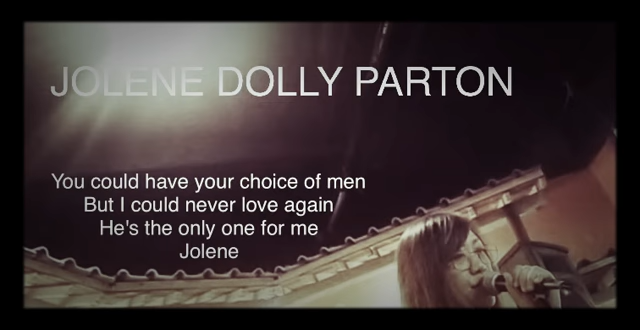 JOLENE DOLLY PARTON
You could have your choice of men
But I could never love again
He's the only one for me
Jolene